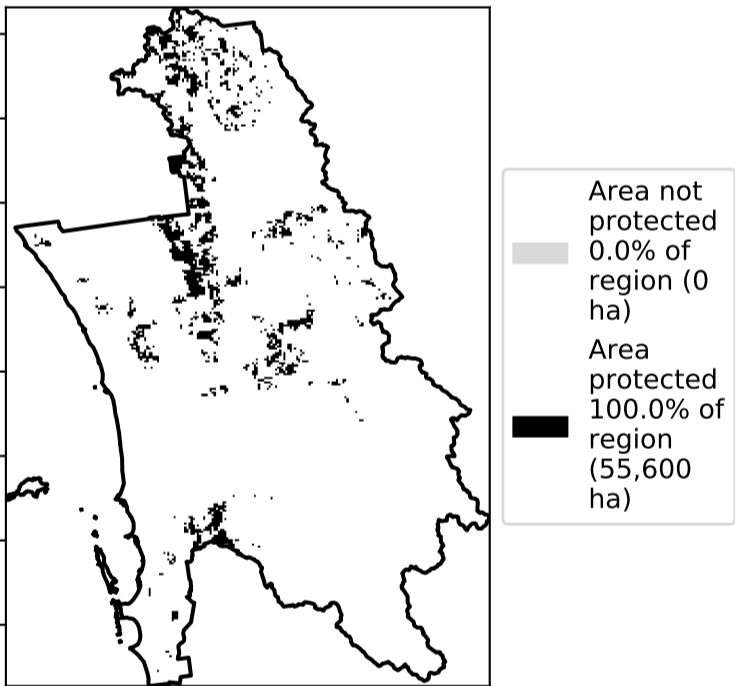 Area not
protected
0.0% of
region (0
ha)
Area
protected
100.0% of
region
(55,600
ha)